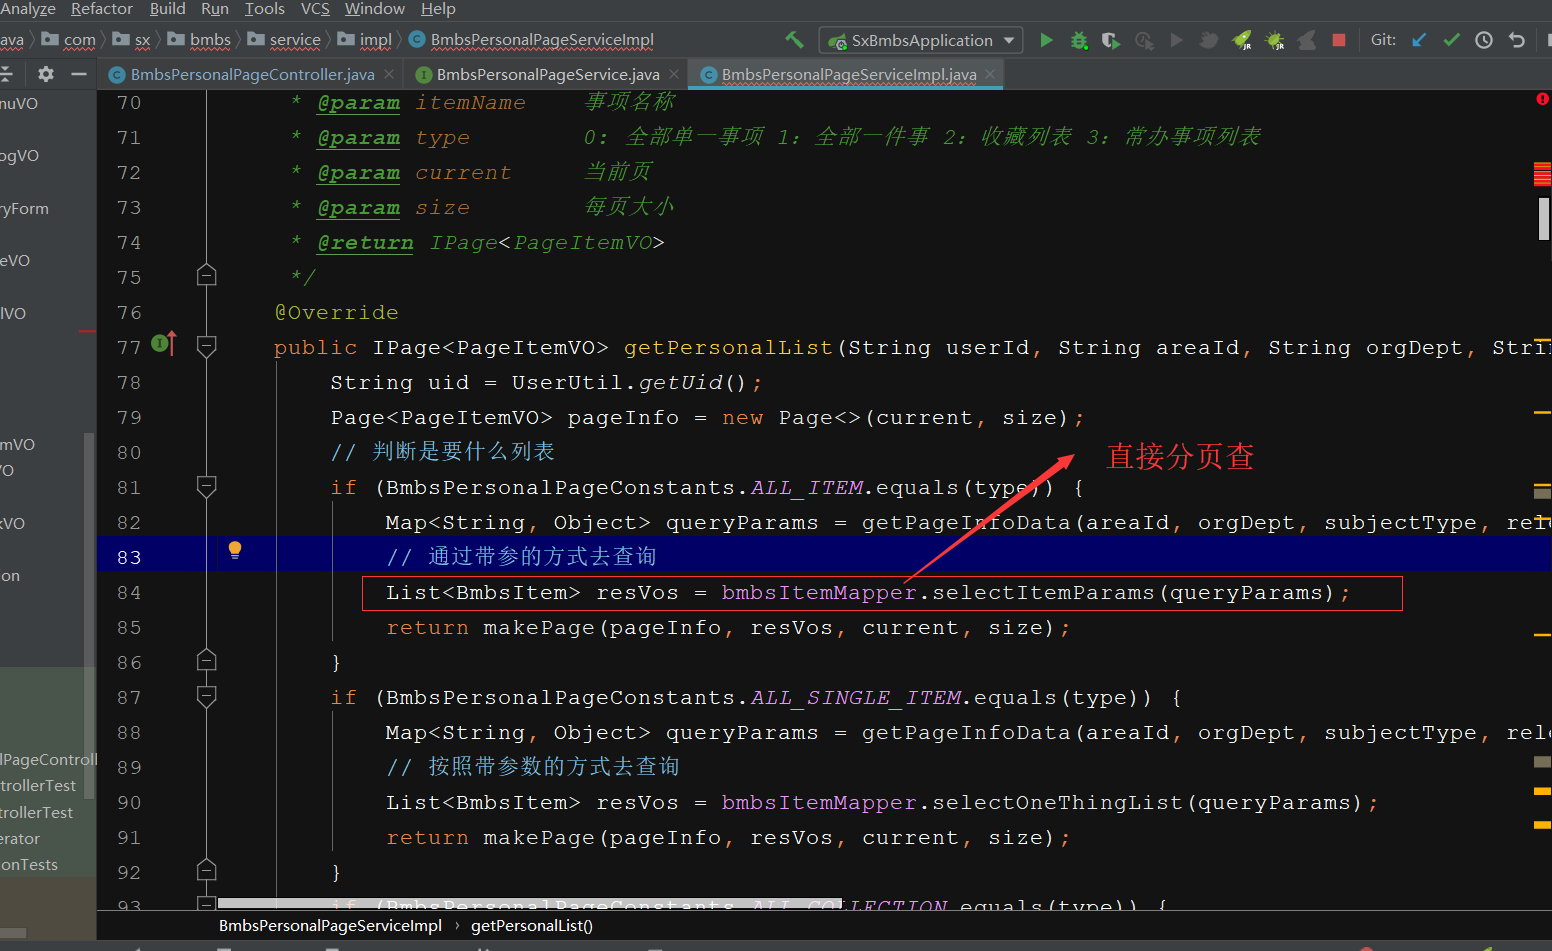 Analyze Refactor Build Run Tools VCS Window Help
ava com sx bmbs service impl BmbsPersonalPageServiceImpl SxBmbsApplication Git:
BmbsPersonalPageController.java BmbsPersonalPageService.java BmbsPersonalPageServiceImpl.java
nuVO
ogVO
ryForm
eVO
lVO
mVO
VO
kVO
ion
lPageControll
trollerTest
trollerTest
erator
onTests
70 * @param itemName 事项名称
71 * @param type 0: 全部单一事项 1: 全部一件事 2: 收藏列表 3: 常办事项列表
72 * @param current 当前页
73 * @param size 每页大小
74 * @return IPage<PageItemVO>
75 */
76 @Override
77 public IPage<PageItemVO> getPersonalList(String userId, String areaId, String orgDept, Stri
78 String uid = UserUtil.getUid();
79 Page<PageItemVO> pageInfo = new Page<>(current, size);
80 // 判断是要什么列表
直接分页查
81 if (BmbsPersonalPageConstants.ALL_ITEM.equals(type)) {
82 Map<String, Object> queryParams = getPageInfoData(areaId, orgDept, subjectType, rele
83 // 通过带参的方式去查询
84 List<BmbsItem> resVos = bmbsItemMapper.selectItemParams(queryParams);
85 return makePage(pageInfo, resVos, current, size);
86 }
87 if (BmbsPersonalPageConstants.ALL_SINGLE_ITEM.equals(type)) {
88 Map<String, Object> queryParams = getPageInfoData(areaId, orgDept, subjectType, rele
89 // 按照带参数的方式去查询
90 List<BmbsItem> resVos = bmbsItemMapper.selectOneThingList(queryParams);
91 return makePage(pageInfo, resVos, current, size);
92 }
93 if (BmbsPersonalPageConstants.ALL_COLLECTION.equals(type)) {
BmbsPersonalPageServiceImpl › getPersonalList()